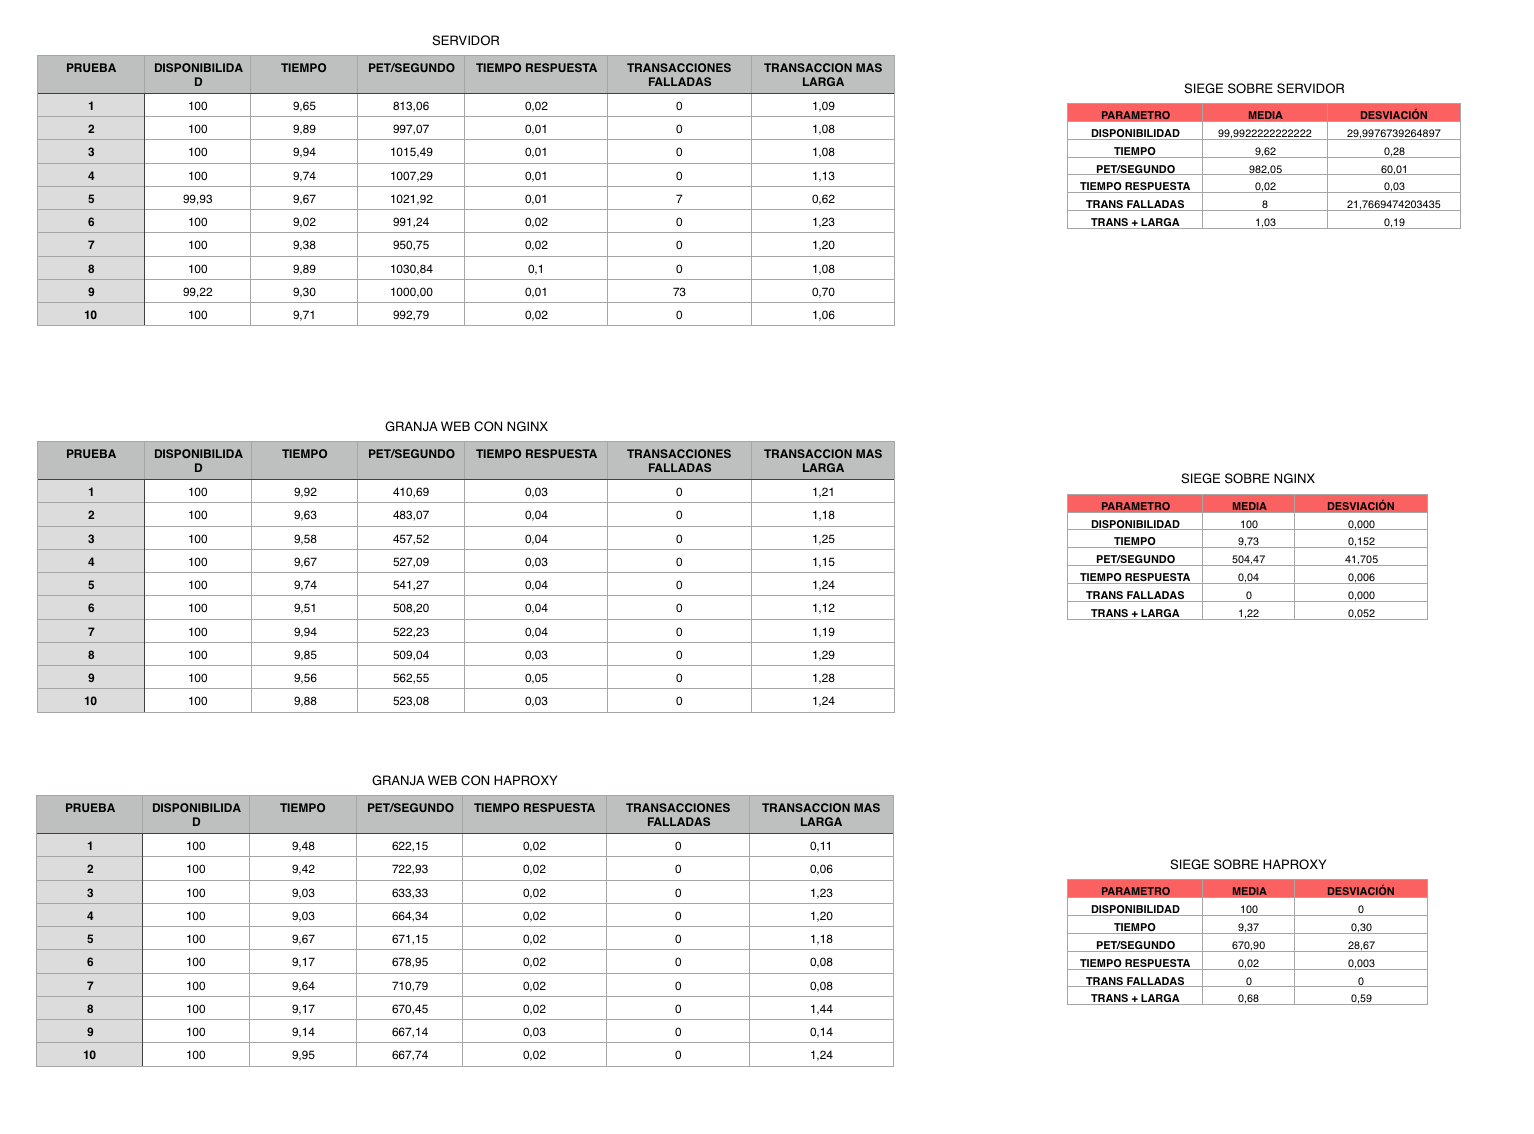 SERVIDOR
PRUEBA DISPONIBILIDA
D TIEMPO PET/SEGUNDO TIEMPO RESPUESTA TRANSACCIONES
FALLADAS TRANSACCION MAS
LARGA
1 100 9,65 813,06 0,02 0 1,09
2 100 9,89 997,07 0,01 0 1,08
3 100 9,94 1015,49 0,01 0 1,08
4 100 9,74 1007,29 0,01 0 1,13
5 99,93 9,67 1021,92 0,01 7 0,62
6 100 9,02 991,24 0,02 0 1,23
7 100 9,38 950,75 0,02 0 1,20
8 100 9,89 1030,84 0,1 0 1,08
9 99,22 9,30 1000,00 0,01 73 0,70
10 100 9,71 992,79 0,02 0 1,06
SIEGE SOBRE SERVIDOR
PARAMETRO MEDIA DESVIACIÓN
DISPONIBILIDAD 99,9922222222222 29,9976739264897
TIEMPO 9,62 0,28
PET/SEGUNDO 982,05 60,01
TIEMPO RESPUESTA 0,02 0,03
TRANS FALLADAS 8 21,7669474203435
TRANS + LARGA 1,03 0,19
GRANJA WEB CON NGINX
PRUEBA DISPONIBILIDA
D TIEMPO PET/SEGUNDO TIEMPO RESPUESTA TRANSACCIONES
FALLADAS TRANSACCION MAS
LARGA
1 100 9,92 410,69 0,03 0 1,21
2 100 9,63 483,07 0,04 0 1,18
3 100 9,58 457,52 0,04 0 1,25
4 100 9,67 527,09 0,03 0 1,15
5 100 9,74 541,27 0,04 0 1,24
6 100 9,51 508,20 0,04 0 1,12
7 100 9,94 522,23 0,04 0 1,19
8 100 9,85 509,04 0,03 0 1,29
9 100 9,56 562,55 0,05 0 1,28
10 100 9,88 523,08 0,03 0 1,24
SIEGE SOBRE NGINX
PARAMETRO MEDIA DESVIACIÓN
DISPONIBILIDAD 100 0,000
TIEMPO 9,73 0,152
PET/SEGUNDO 504,47 41,705
TIEMPO RESPUESTA 0,04 0,006
TRANS FALLADAS 0 0,000
TRANS + LARGA 1,22 0,052
GRANJA WEB CON HAPROXY
PRUEBA DISPONIBILIDA
D TIEMPO PET/SEGUNDO TIEMPO RESPUESTA TRANSACCIONES
FALLADAS TRANSACCION MAS
LARGA
1 100 9,48 622,15 0,02 0 0,11
2 100 9,42 722,93 0,02 0 0,06
3 100 9,03 633,33 0,02 0 1,23
4 100 9,03 664,34 0,02 0 1,20
5 100 9,67 671,15 0,02 0 1,18
6 100 9,17 678,95 0,02 0 0,08
7 100 9,64 710,79 0,02 0 0,08
8 100 9,17 670,45 0,02 0 1,44
9 100 9,14 667,14 0,03 0 0,14
10 100 9,95 667,74 0,02 0 1,24
SIEGE SOBRE HAPROXY
PARAMETRO MEDIA DESVIACIÓN
DISPONIBILIDAD 100 0
TIEMPO 9,37 0,30
PET/SEGUNDO 670,90 28,67
TIEMPO RESPUESTA 0,02 0,003
TRANS FALLADAS 0 0
TRANS + LARGA 0,68 0,59